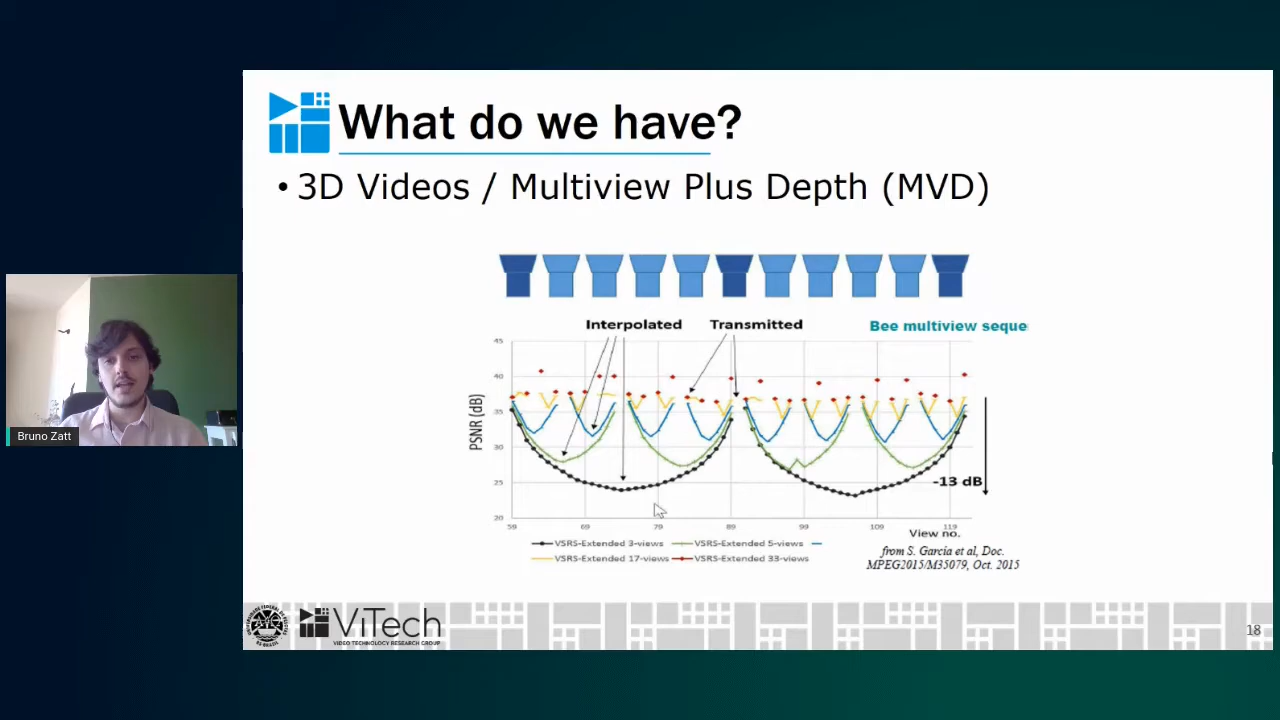 What do we have?
• 3D Videos / Multiview Plus Depth (MVD)
Interpolated
Transmitted
Bee multiview seque
PSNR (dB)
45
40
35
30
25
20
59
69
79
89
99
109
119
-13 dB
View no.
VSRS-Extended 3-views
VSRS-Extended 5-views
VSRS-Extended 17-views
VSRS-Extended 33-views
from S. Garcia et al, Doc.
MPEG2015/M35079, Oct. 2015
Bruno Zatt
ViTech
VIDEO TECHNOLOGY RESEARCH GROUP
18